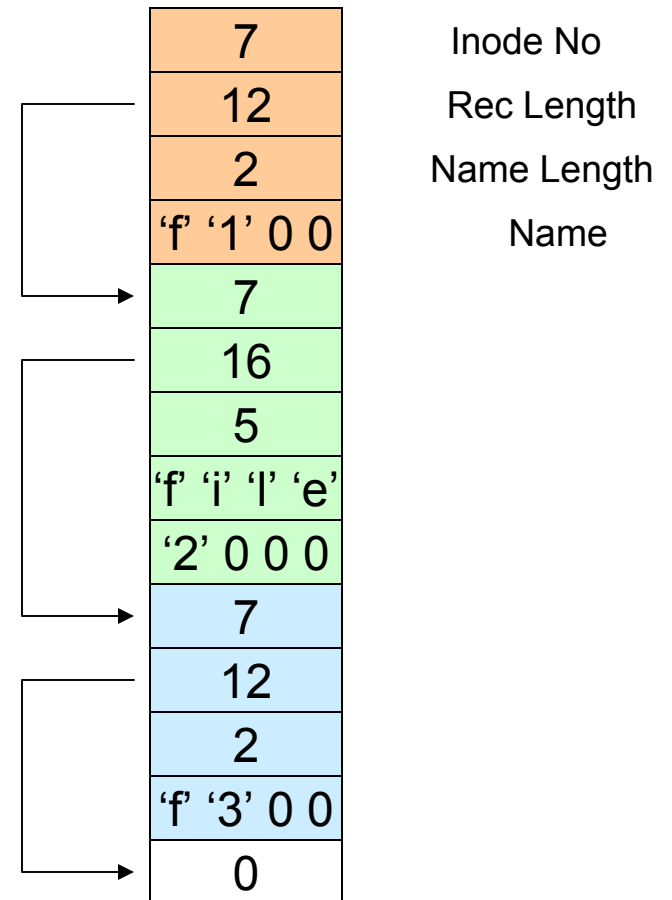 7 Inode No
12 Rec Length
2 Name Length
‘f’ ‘1’ 0 0 Name
7
16
5
‘f’ ‘i’ ‘l’ ‘e’
‘2’ 0 0 0
7
12
2
‘f’ ‘3’ 0 0
0